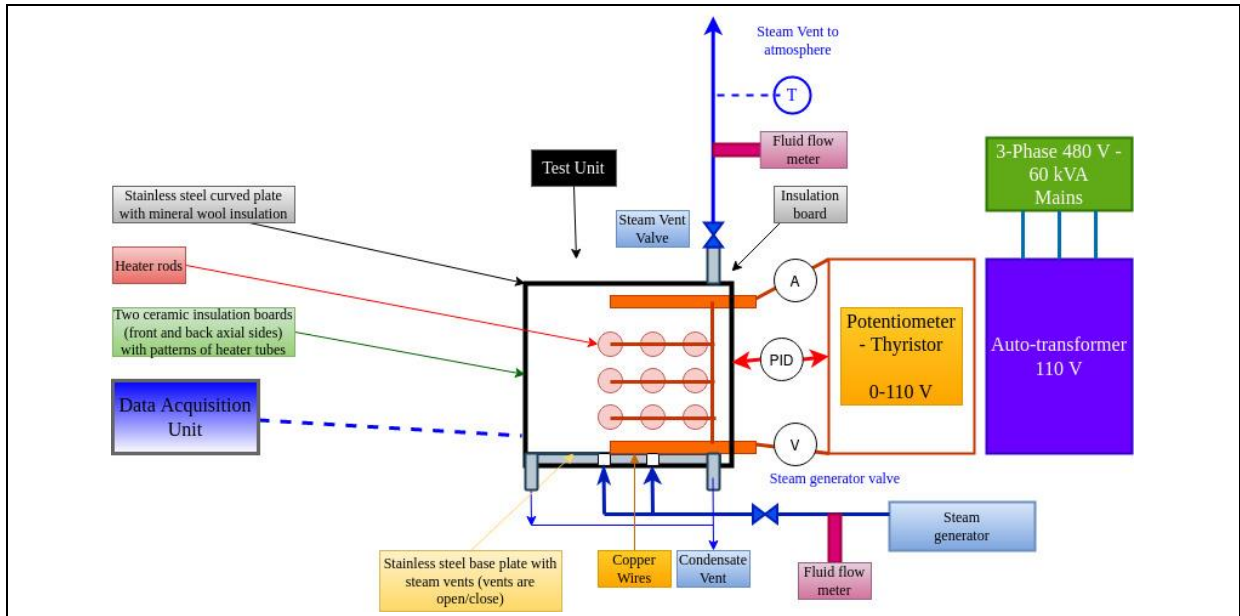 Steam Vent to
atmosphere
T
Fluid flow
meter
3-Phase 480 V -
60 kVA
Mains
Test Unit
Stainless steel curved plate
with mineral wool insulation
Insulation
board
Steam Vent
Valve
Heater rods
A
Two ceramic insulation boards
(front and back axial sides)
with patterns of heater tubes
Potentiometer
- Thyristor
0-110 V
PID
Auto-transformer
110 V
Data Acquisition
Unit
V
Steam generator valve
Steam
generator
Stainless steel base plate with
steam vents (vents are
open/close)
Copper
Wires
Condensate
Vent
Fluid flow
meter